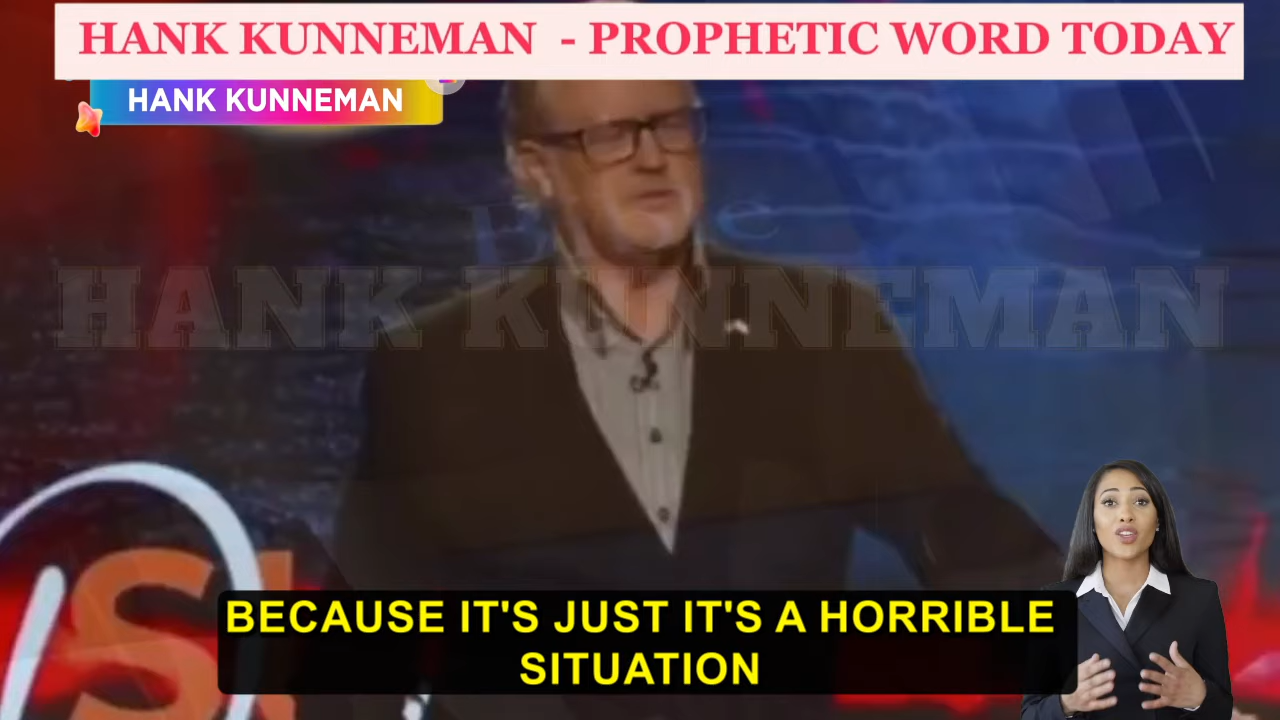 HANK KUNNEMAN - PROPHETIC WORD TODAY
HANK KUNNEMAN
HANK KUNNEMAN
BECAUSE IT'S JUST IT'S A HORRIBLE
SITUATION